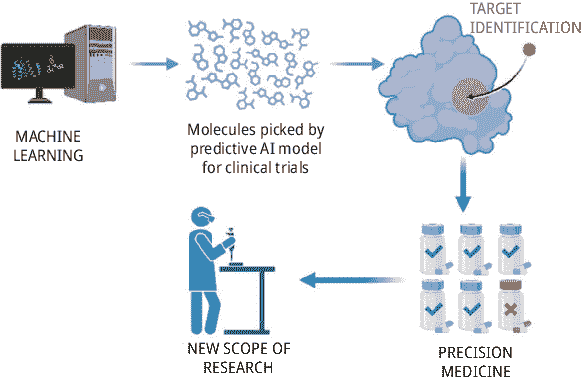 TARGET
IDENTIFICATION
MACHINE
LEARNING
Molecules picked by
predictive AI model
for clinical trials
NEW SCOPE OF
RESEARCH
PRECISION
MEDICINE